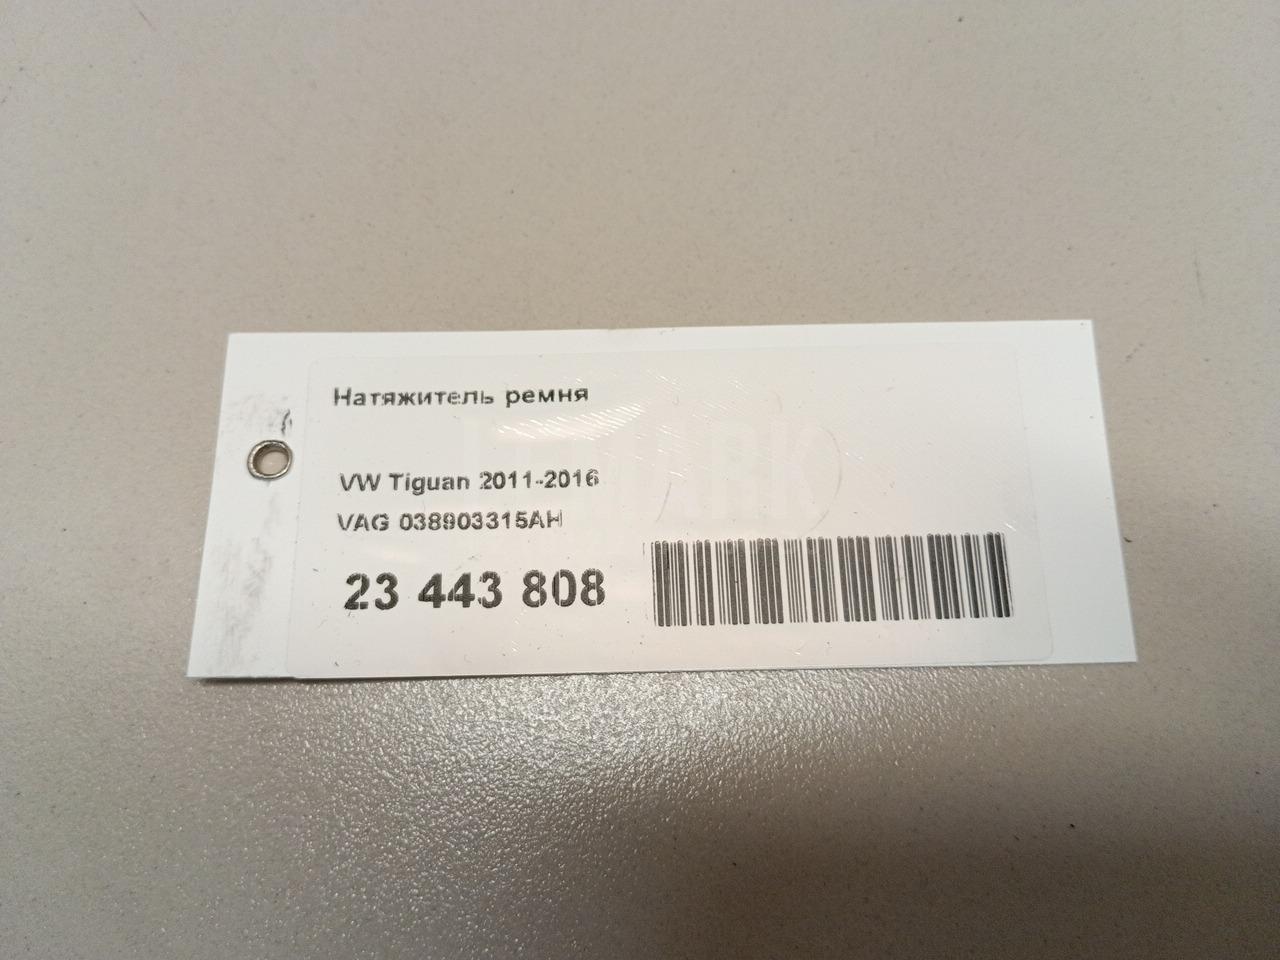 Натяжитель ремня
VW Tiguan 2011-2016
VAG 038903315AH
23 443 808